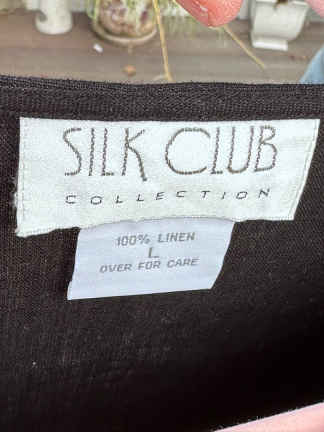 SILK CLUB
COLLECTION
100% LINEN
L
OVER FOR CARE